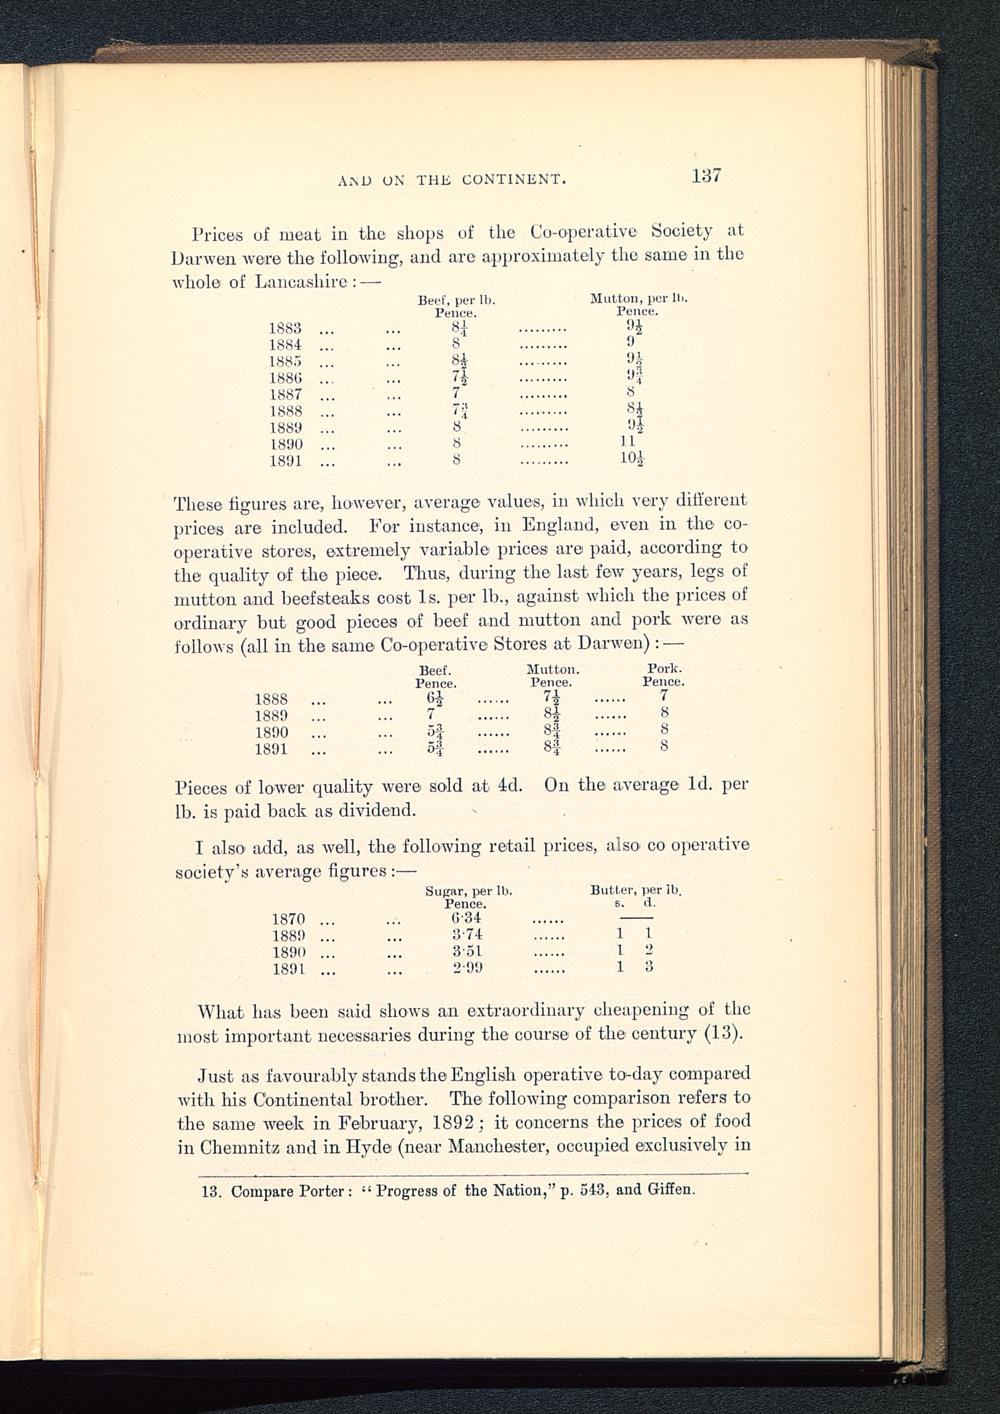 AND ON THE CONTINENT. 137
Prices of meat in the shops of the Co-operative Society at
Darwen were the following, and are approximately the same in the
whole of Lancashire :—
Beef, per lb. Mutton, per lb.
Pence. Pence.
1883 ... ... 8¼ ......... 9½
1884 ... ... 8 ......... 9
1885 ... ... 8½ ......... 9½
1886 ... ... 7½ ......... 9¾
1887 ... ... 7 ......... 8
1888 ... ... 7¾ ......... 8½
1889 ... ... 8 ......... 9½
1890 ... ... 8 ......... 11
1891 ... ... 8 ......... 10½
These figures are, however, average values, in which very different
prices are included. For instance, in England, even in the co-
operative stores, extremely variable prices are paid, according to
the quality of the piece. Thus, during the last few years, legs of
mutton and beefsteaks cost 1s. per lb., against which the prices of
ordinary but good pieces of beef and mutton and pork were as
follows (all in the same Co-operative Stores at Darwen) :—
Beef. Mutton. Pork.
Pence. Pence. Pence.
1888 ... ... 6½ ...... 7½ ...... 7
1889 ... ... 7 ...... 8½ ...... 8
1890 ... ... 5¾ ...... 8¾ ...... 8
1891 ... ... 5¾ ...... 8¾ ...... 8
Pieces of lower quality were sold at 4d. On the average 1d. per
lb. is paid back as dividend.
I also add, as well, the following retail prices, also co operative
society's average figures :—
Sugar, per lb. Butter, per lb.
Pence. s. d.
1870 ... ... 6·34 ...... ——
1889 ... ... 3·74 ...... 1 1
1890 ... ... 3·51 ...... 1 2
1891 ... ... 2·99 ...... 1 3
What has been said shows an extraordinary cheapening of the
most important necessaries during the course of the century (13).
Just as favourably stands the English operative to-day compared
with his Continental brother. The following comparison refers to
the same week in February, 1892 ; it concerns the prices of food
in Chemnitz and in Hyde (near Manchester, occupied exclusively in
13. Compare Porter : "Progress of the Nation," p. 543, and Giffen.